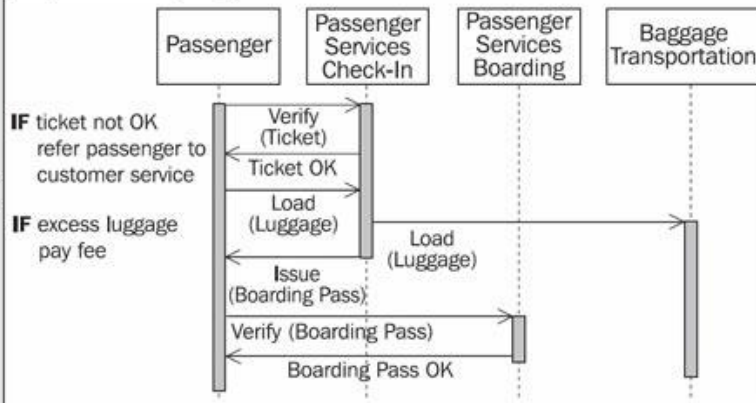 Passenger
Passenger
Services
Check-In
Passenger
Services
Boarding
Baggage
Transportation
IF ticket not OK
refer passenger to
customer service
Verify
(Ticket)
Ticket OK
Load
(Luggage)
IF excess luggage
pay fee
Load
(Luggage)
Issue
(Boarding Pass)
Verify (Boarding Pass)
Boarding Pass OK